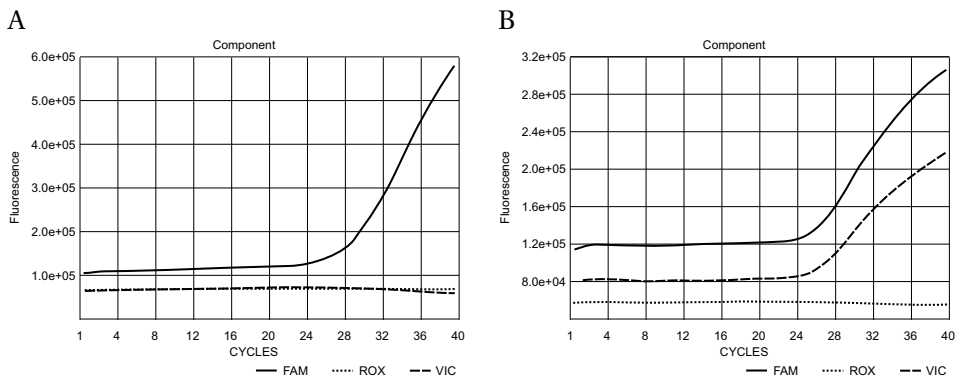 A
Component
6.0e+05
5.0e+05
4.0e+05
3.0e+05
2.0e+05
1.0e+05
Fluorescence
1 4 8 12 16 20 24 28 32 36 40
CYCLES
FAM ROX VIC
B
Component
3.2e+05
2.8e+05
2.4e+05
2.0e+05
1.6e+05
1.2e+05
8.0e+04
Fluorescence
1 4 8 12 16 20 24 28 32 36 40
CYCLES
FAM ROX VIC